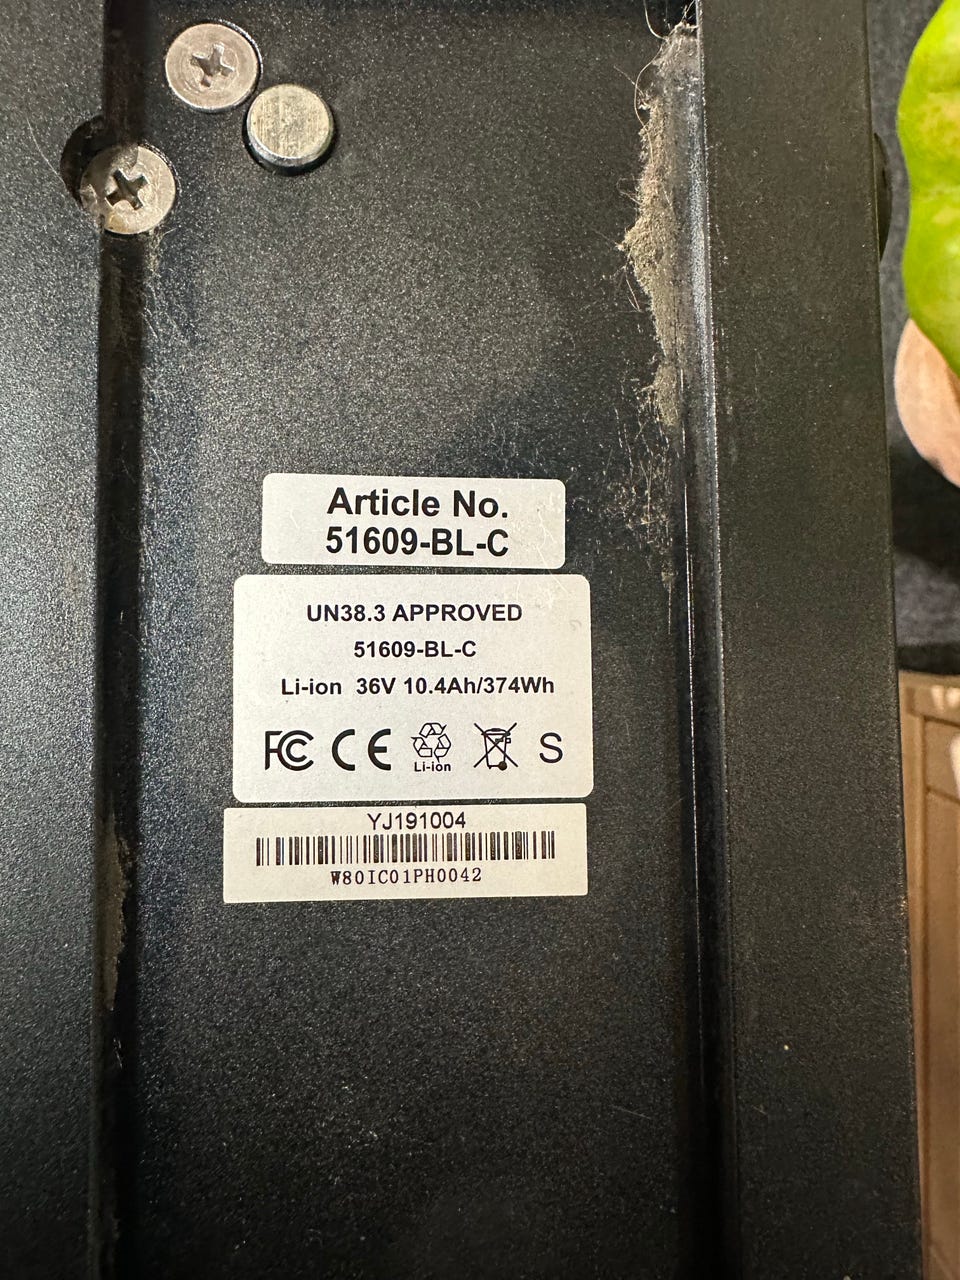 Article No.
51609-BL-C
UN38.3 APPROVED
51609-BL-C
Li-ion 36V 10.4Ah/374Wh
FC CE Li-ion S
YJ191004
W80IC01PH0042